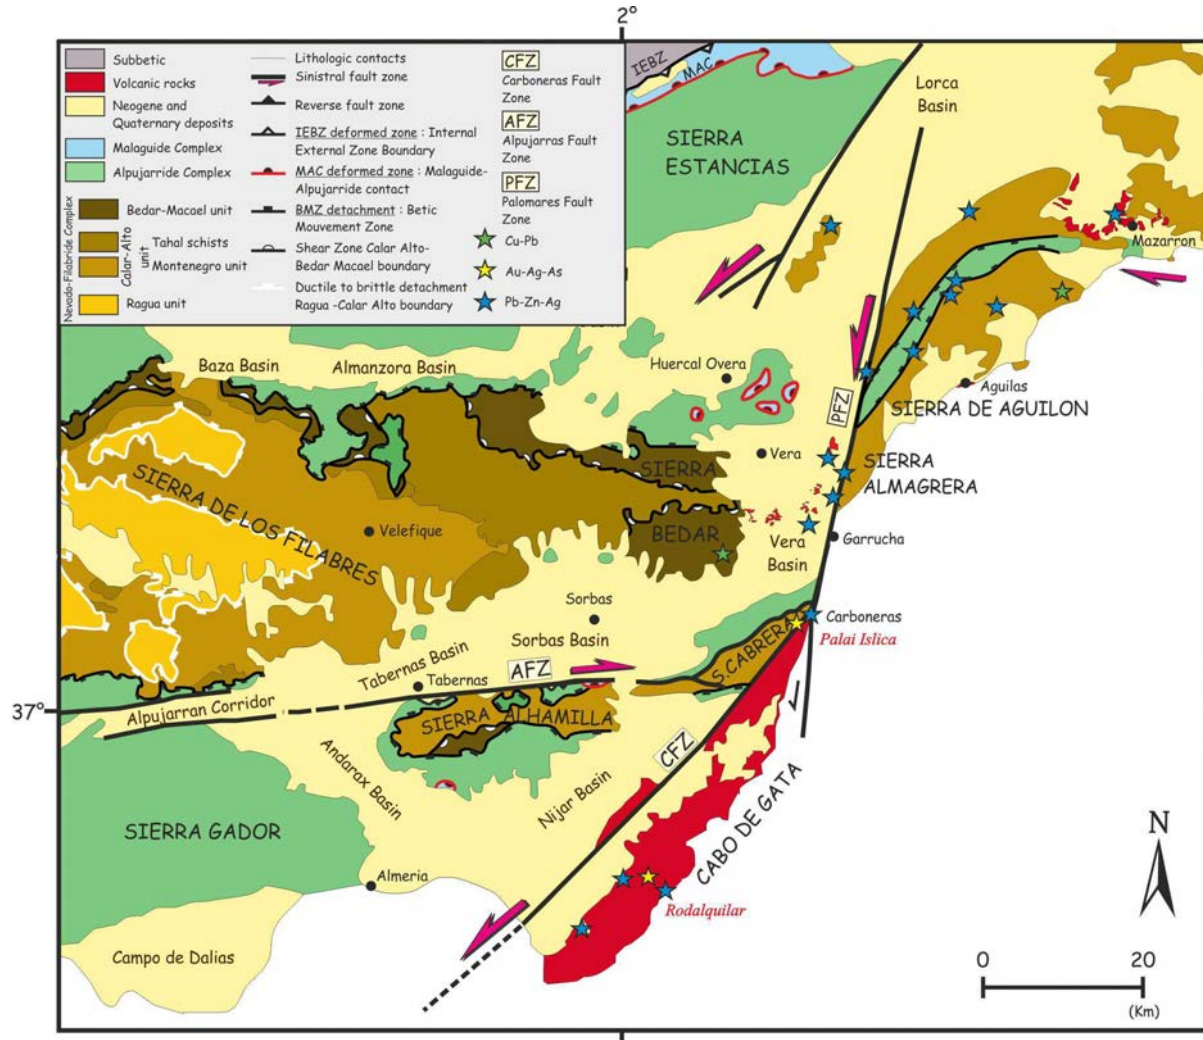 2°
Subbetic
Volcanic rocks
Neogene and
Quaternary deposits
Malaguide Complex
Alpujarride Complex
Nevado-Filabride Complex
Bedar-Macael unit
Calar-Alto
unit
Tahal schists
Montenegro unit
Ragua unit
Lithologic contacts
Sinistral fault zone
Reverse fault zone
IEBZ deformed zone : Internal
External Zone Boundary
MAC deformed zone : Malaguide-
Alpujarride contact
BMZ detachment : Betic
Mouvement Zone
Shear Zone Calar Alto-
Bedar Macael boundary
Ductile to brittle detachment
Ragua -Calar Alto boundary
CFZ
Carboneras Fault
Zone
AFZ
Alpujarras Fault
Zone
PFZ
Palomares Fault
Zone
Cu-Pb
Au-Ag-As
Pb-Zn-Ag
IEBZ
MAC
Lorca
Basin
SIERRA
ESTANCIAS
Mazarron
Baza Basin
Almanzora Basin
Huercal Overa
Aguilas
PFZ
SIERRA DE AGUILON
Vera
SIERRA
ALMAGRERA
SIERRA
BEDAR
SIERRA DE LOS FILABRES
Velefique
Vera
Basin
Garrucha
Sorbas
Sorbas Basin
Carboneras
Palai Islica
S.CABRERA
Tabernas Basin
AFZ
Tabernas
37°
Alpujarran Corridor
SIERRA ALHAMILLA
CFZ
Andarax Basin
Nijar Basin
SIERRA GADOR
CABO DE GATA
Almeria
Rodalquilar
Campo de Dalias
N
0
20
(Km)